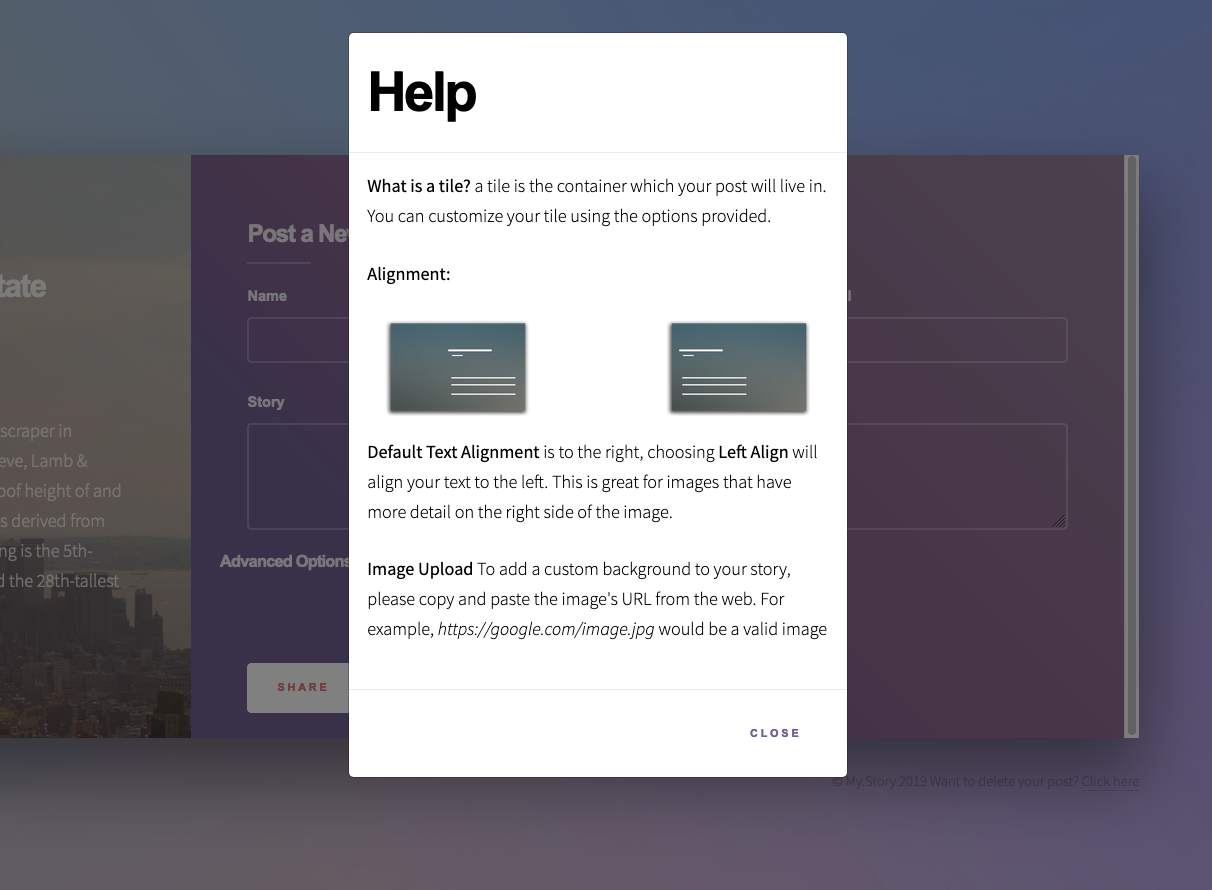 Help
What is a tile? a tile is the container which your post will live in.
You can customize your tile using the options provided.
Alignment:
Default Text Alignment is to the right, choosing Left Align will
align your text to the left. This is great for images that have
more detail on the right side of the image.
Image Upload To add a custom background to your story,
please copy and paste the image's URL from the web. For
example, https://google.com/image.jpg would be a valid image
CLOSE
scraper in
Lamb &
height of and
s derived from
is the 5th-
the 28th-tallest
Post a
Name
Story
Advanced Options
SHARE
© My.Story 2019 Want to delete your post? Click here